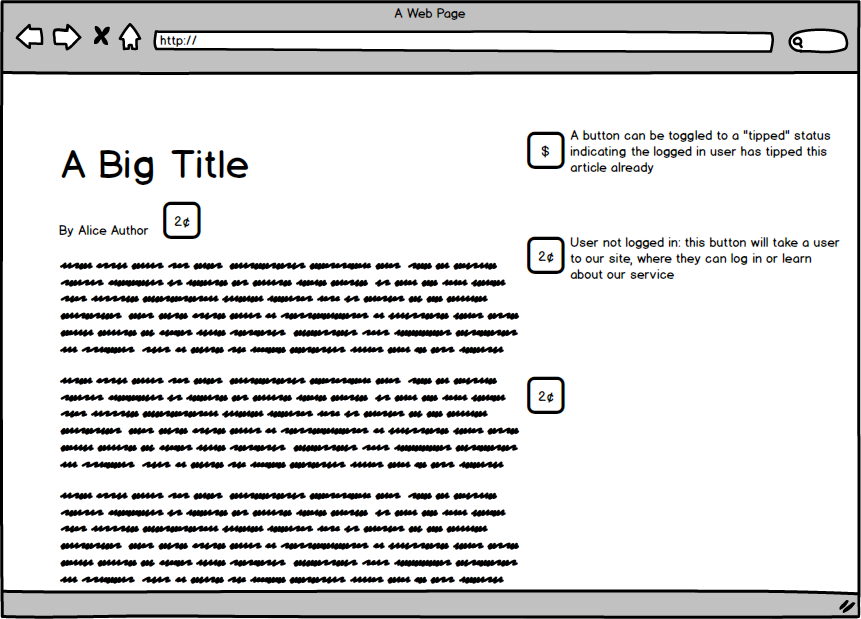 A Web Page
http://
A Big Title
By Alice Author
2¢
$
A button can be toggled to a "tipped" status
indicating the logged in user has tipped this
article already
2¢
User not logged in: this button will take a user
to our site, where they can log in or learn
about our service
2¢